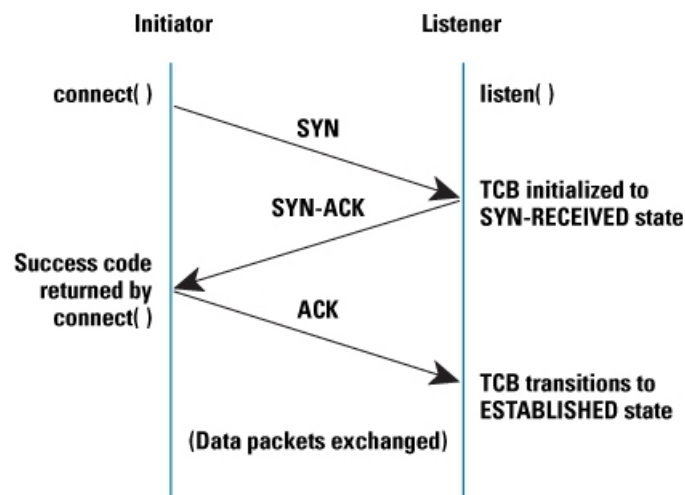 Initiator
Listener
connect( )
listen( )
SYN
TCB initialized to
SYN-RECEIVED state
SYN-ACK
Success code
returned by
connect( )
ACK
TCB transitions to
ESTABLISHED state
(Data packets exchanged)